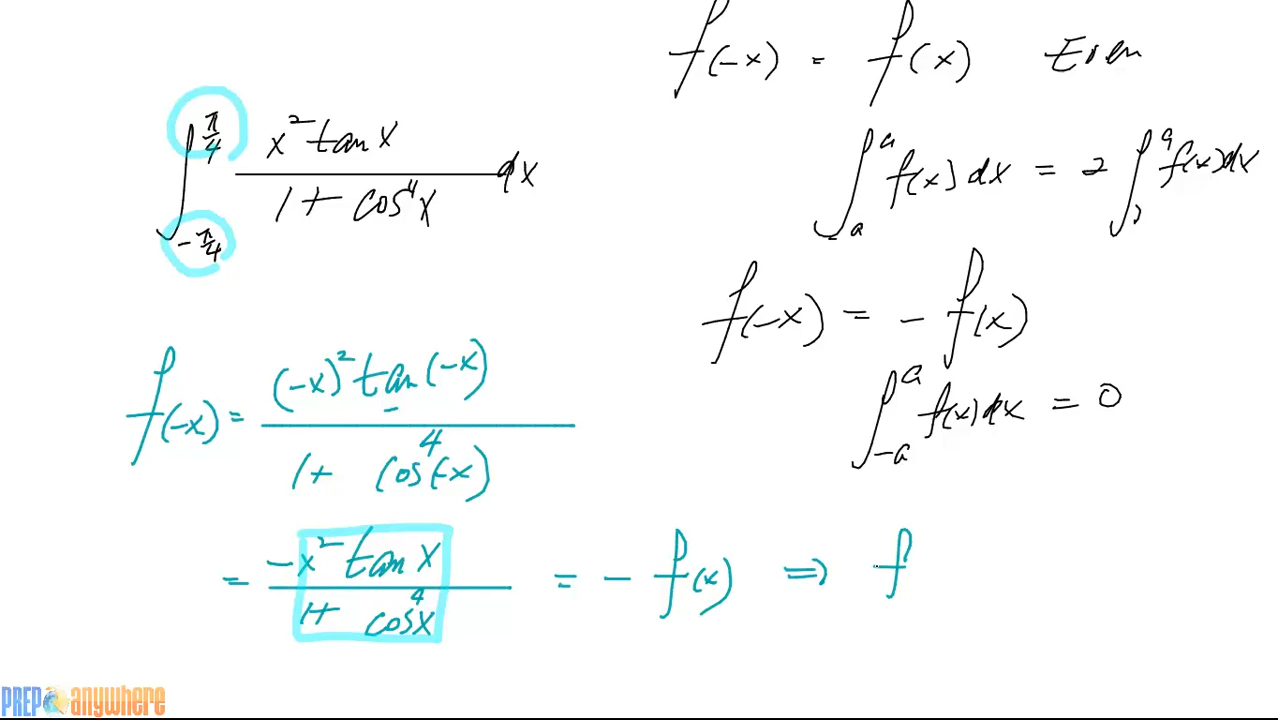 f(-x) = f(x) Even
∫_{-π/4}^{π/4} x² tan x / (1 + cos⁴x) dx
∫_{-a}^{a} f(x) dx = 2 ∫^{a} f(x) dx
f(-x) = - f(x)
∫_{-a}^{a} f(x) dx = 0
f(-x) = (-x)² tan(-x) / (1 + cos⁴(-x))
= -x² tan x / (1 + cos⁴x) = - f(x) ⇒ f
PREP anywhere